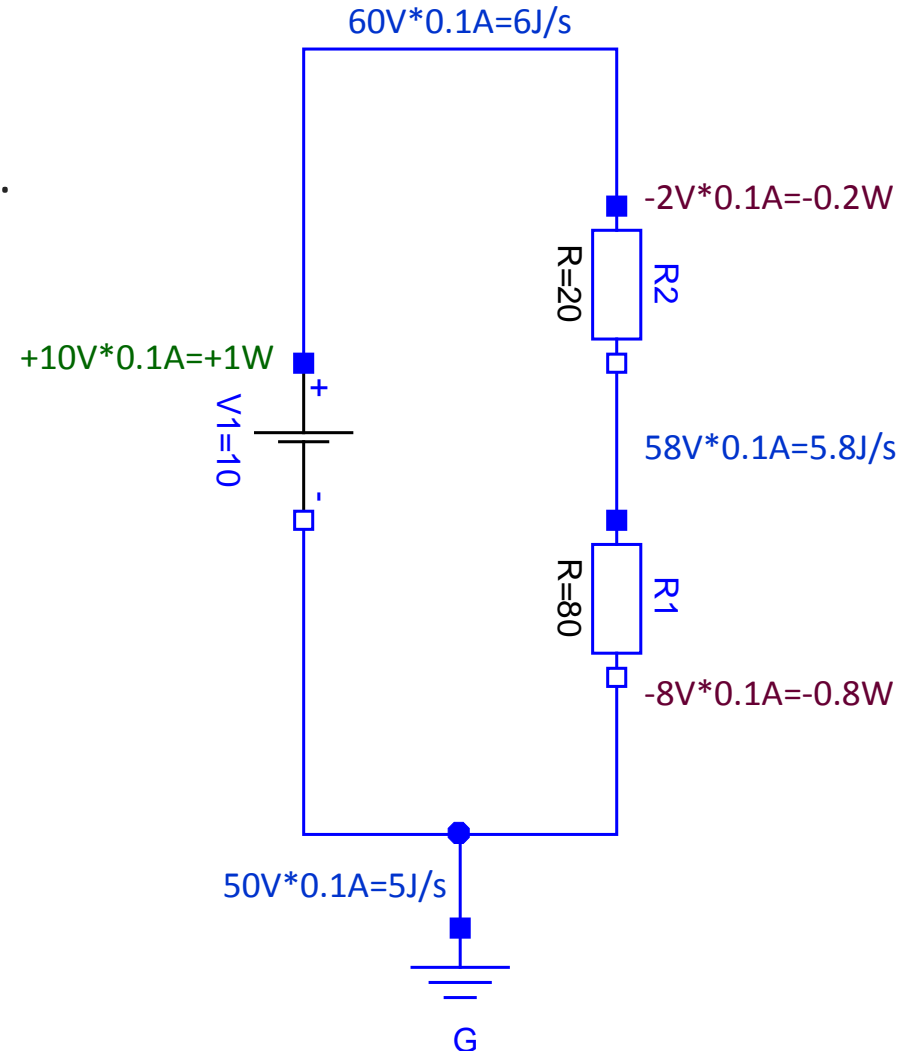 60V*0.1A=6J/s
.
-2V*0.1A=-0.2W
R=20
R2
+10V*0.1A=+1W
+
V1=10
-
58V*0.1A=5.8J/s
R=80
R1
-8V*0.1A=-0.8W
50V*0.1A=5J/s
G